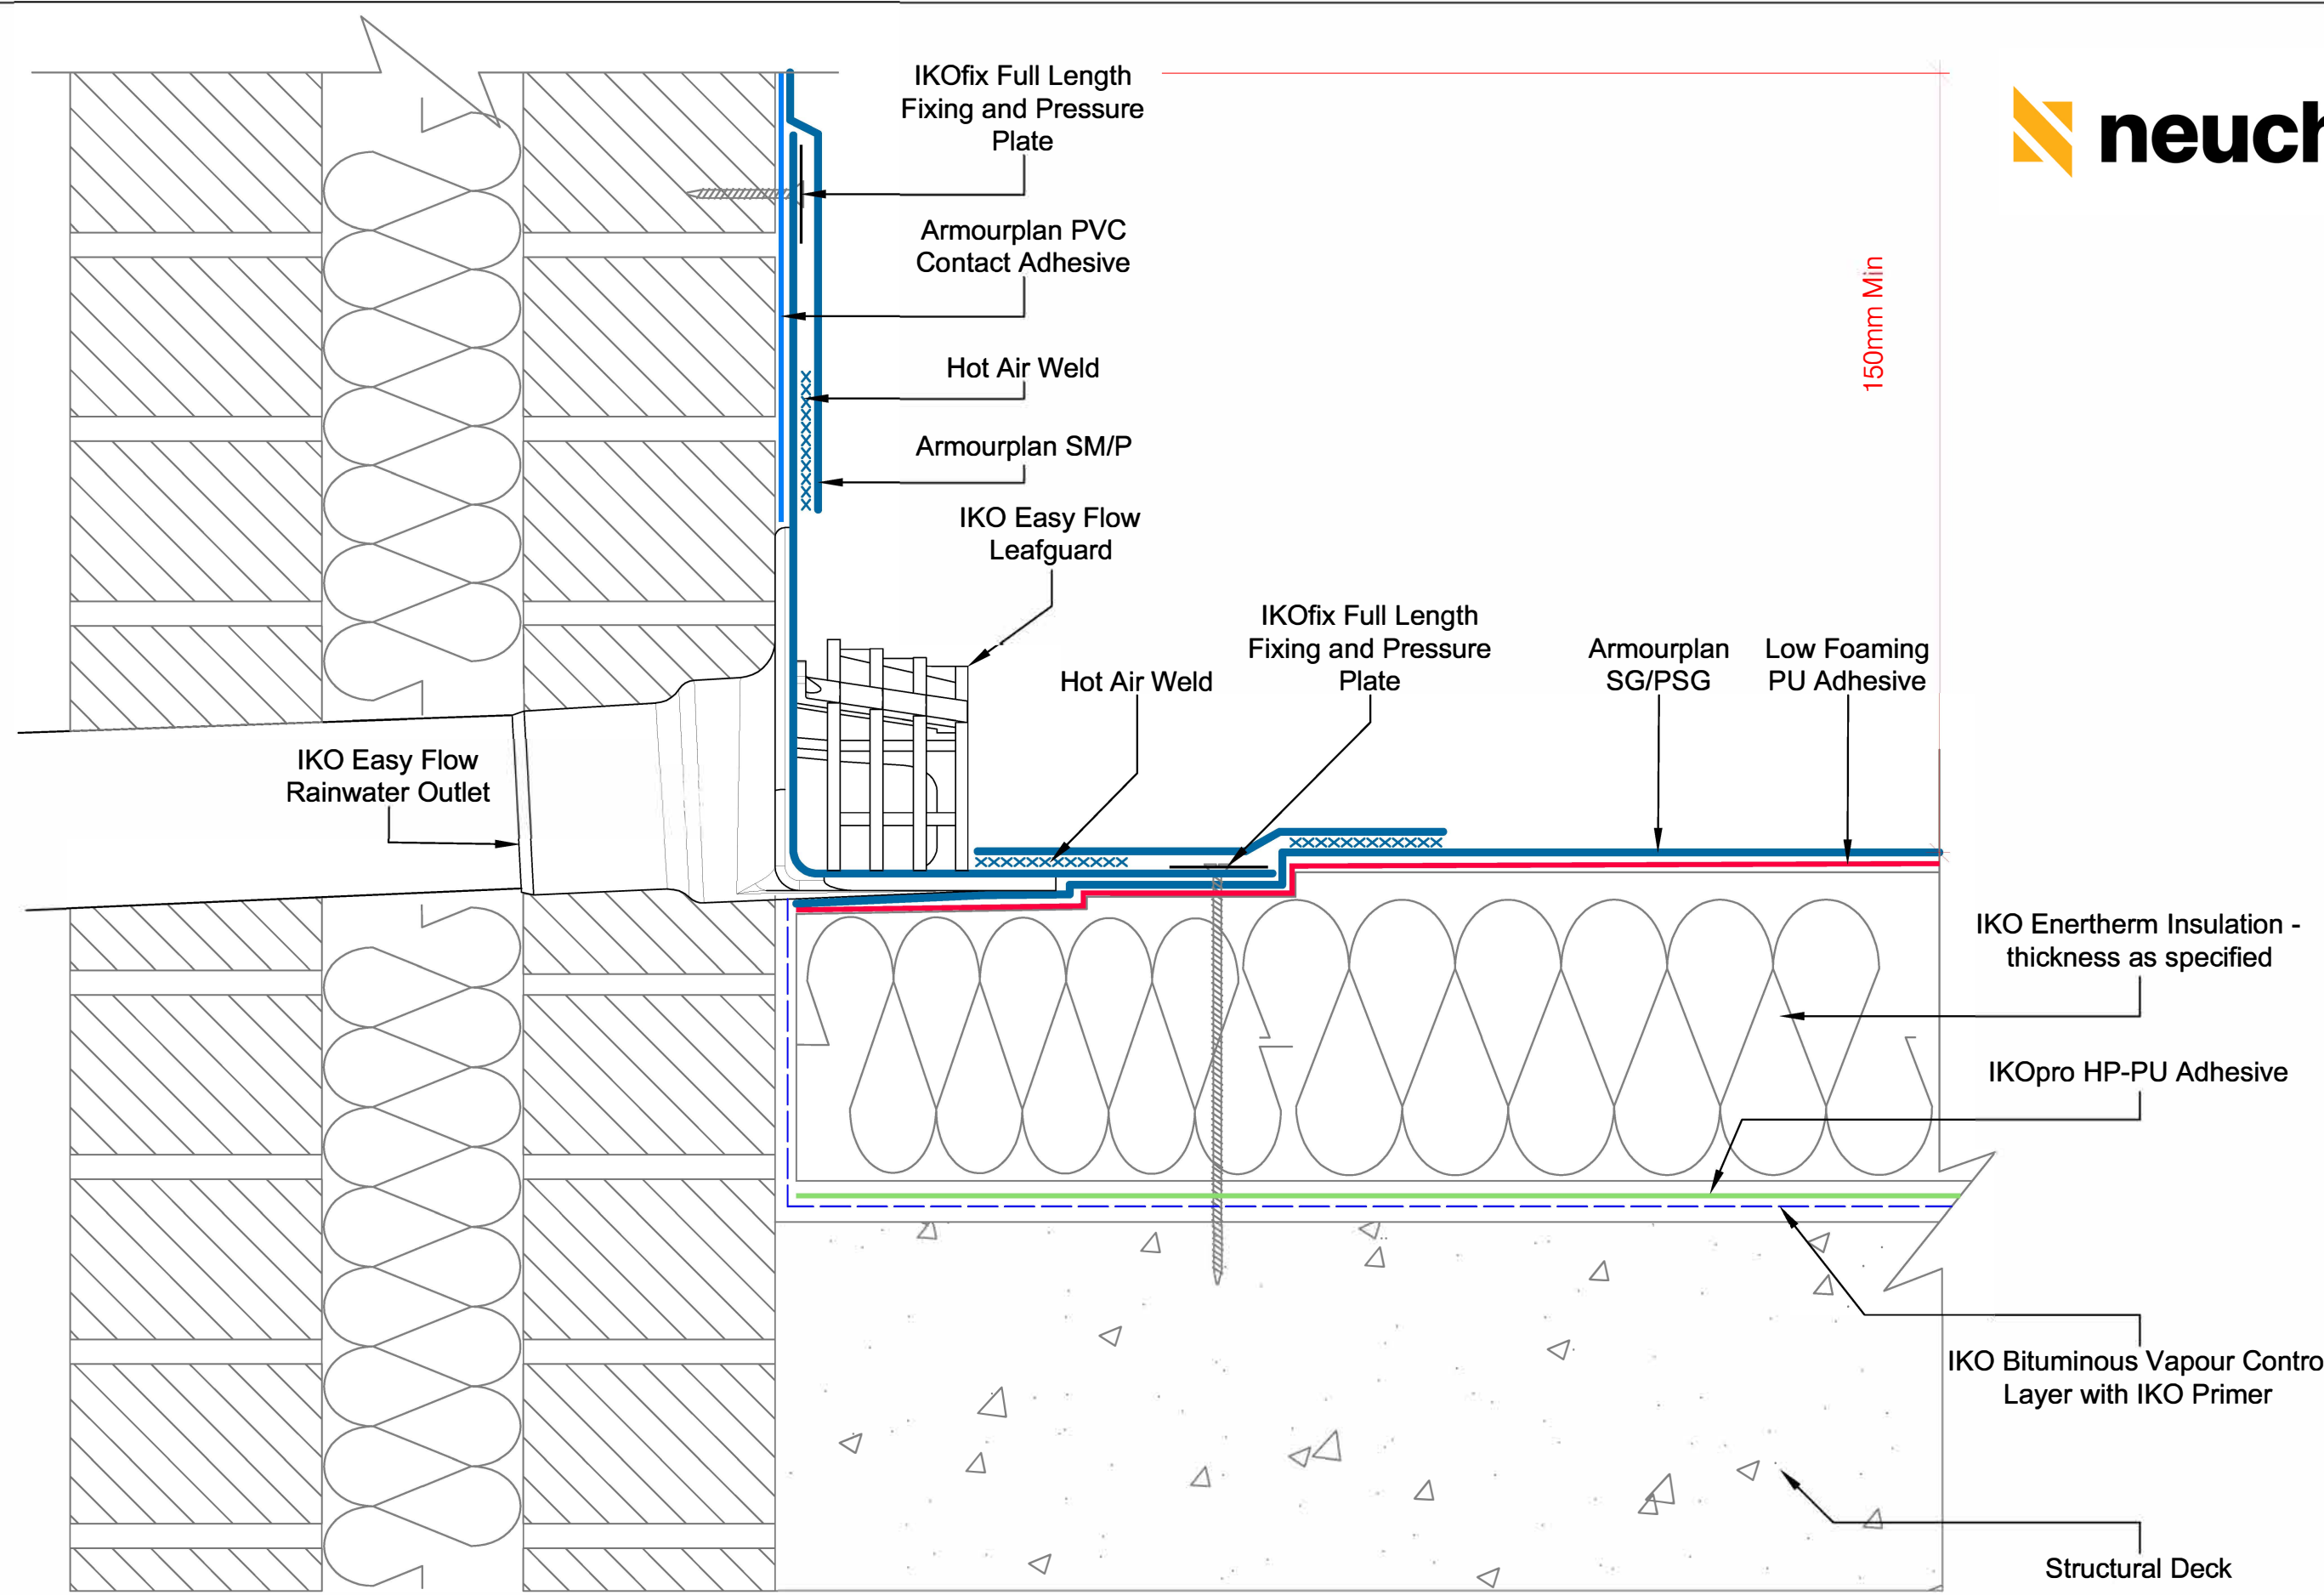 IKOfix Full Length
Fixing and Pressure
Plate
neuch
Armourplan PVC
Contact Adhesive
150mm Min
Hot Air Weld
Armourplan SM/P
IKO Easy Flow
Leafguard
IKOfix Full Length
Fixing and Pressure
Plate
Hot Air Weld
Armourplan
SG/PSG
Low Foaming
PU Adhesive
IKO Easy Flow
Rainwater Outlet
IKO Enertherm Insulation -
thickness as specified
IKOpro HP-PU Adhesive
IKO Bituminous Vapour Contro
Layer with IKO Primer
Structural Deck